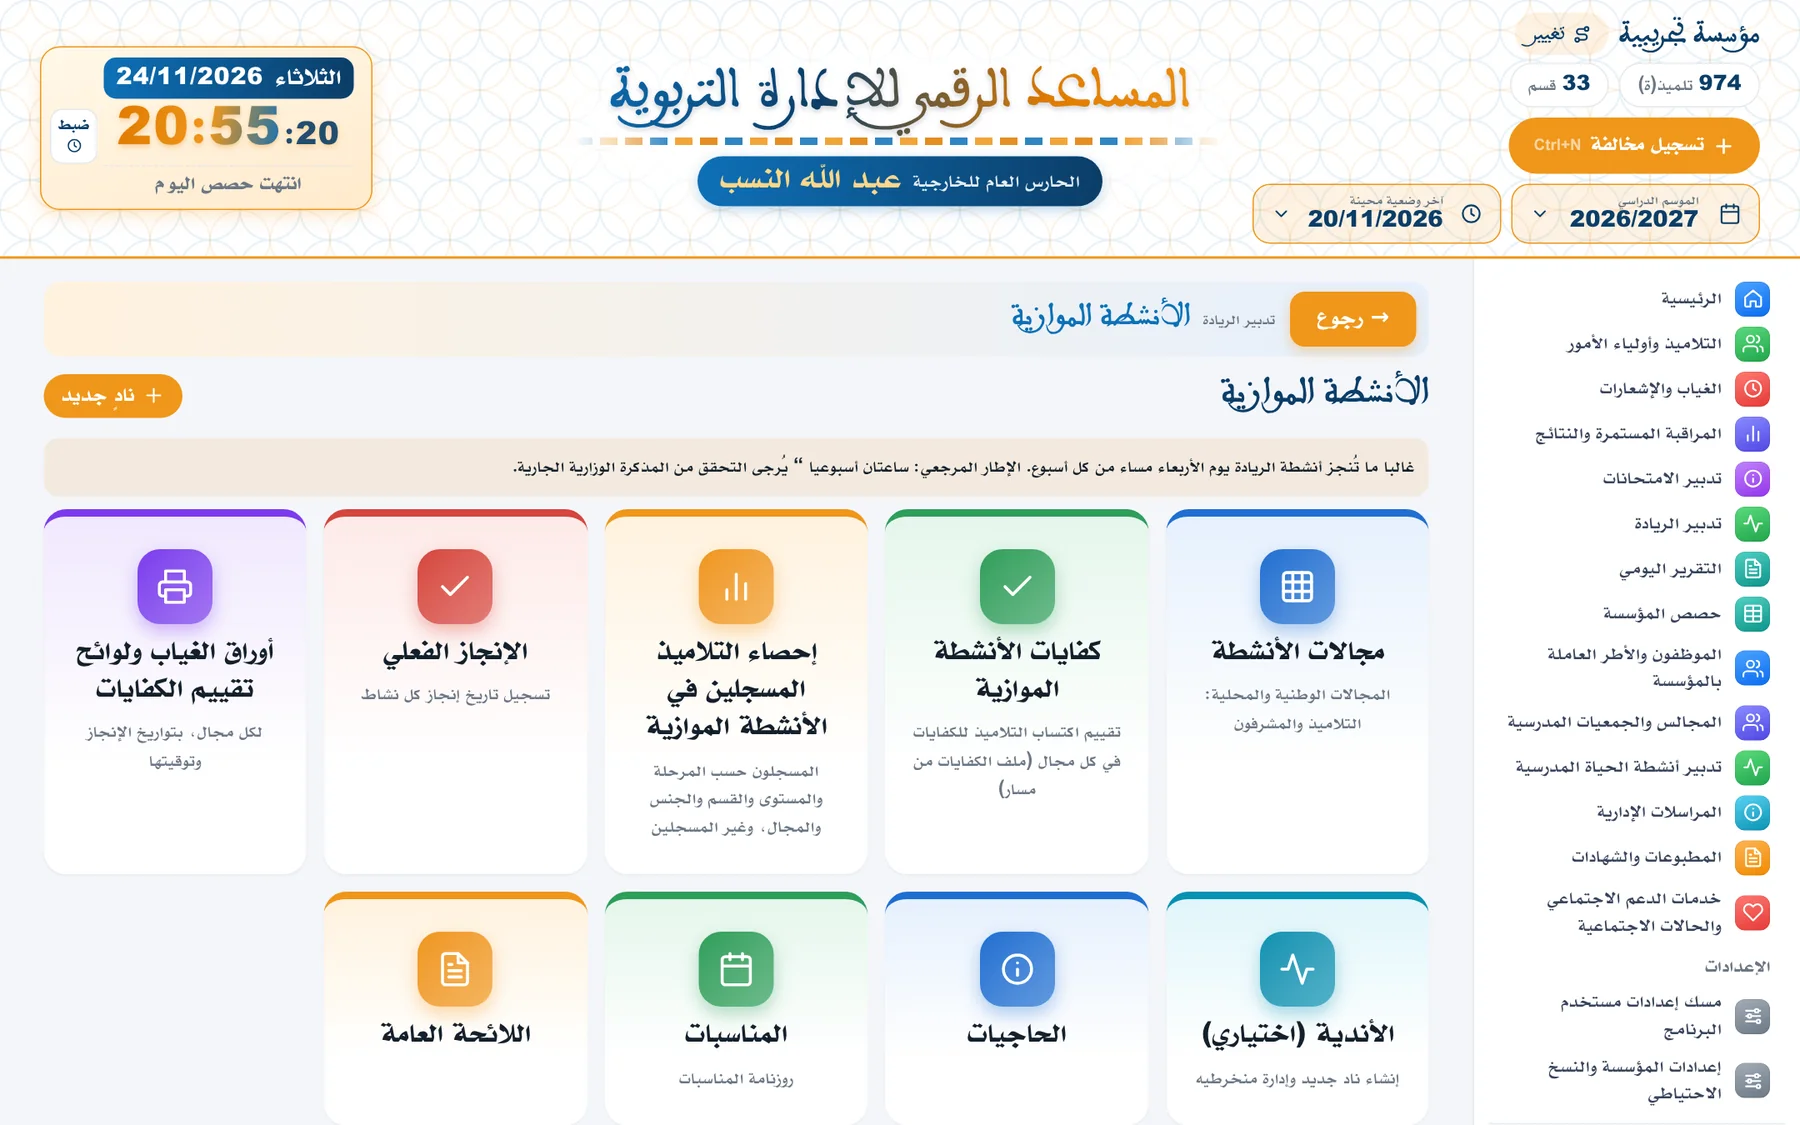 مؤسسة تجريبية
تغيير
974 تلميذ(ة)
33 قسم
+ تسجيل مخالفة Ctrl+N
الموسم الدراسي
2026/2027
آخر وضعية محينة
20/11/2026
المساعد الرقمي للإدارة التربوية
الحارس العام للخارجية عبد الله النسب
الثلاثاء 24/11/2026
20:55:20
ضبط
انتهت حصص اليوم
الرئيسية
التلاميذ وأولياء الأمور
الغياب والإشعارات
المراقبة المستمرة والنتائج
تدبير الامتحانات
تدبير الريادة
التقرير اليومي
حصص المؤسسة
الموظفون والأطر العاملة
بالمؤسسة
المجالس والجمعيات المدرسية
تدبير أنشطة الحياة المدرسية
المراسلات الإدارية
المطبوعات والشهادات
خدمات الدعم الاجتماعي
والحالات الاجتماعية
الإعدادات
مسك إعدادات مستخدم
البرنامج
إعدادات المؤسسة والنسخ
الاحتياطي
→ رجوع
تدبير الريادة
الأنشطة الموازية
الأنشطة الموازية
+ نادٍ جديد
غالبا ما تُنجز أنشطة الريادة يوم الأربعاء مساء من كل أسبوع. الإطار المرجعي: ساعتان أسبوعيا “ يُرجى التحقق من المذكرة الوزارية الجارية.
مجالات الأنشطة
المجالات الوطنية والمحلية:
التلاميذ والمشرفون
كفايات الأنشطة
الموازية
تقييم اكتساب التلاميذ للكفايات
في كل مجال (ملف الكفايات من
مسار)
إحصاء التلاميذ
المسجلين في
الأنشطة الموازية
المسجلون حسب المرحلة
والمستوى والقسم والجنس
والمجال، وغير المسجلين
الإنجاز الفعلي
تسجيل تاريخ إنجاز كل نشاط
أوراق الغياب ولوائح
تقييم الكفايات
لكل مجال، بتواريخ الإنجاز
وتوقيتها
الأندية (اختياري)
إنشاء ناد جديد وإدارة منخرطيه
الحاجيات
المناسبات
روزنامة المناسبات
اللائحة العامة